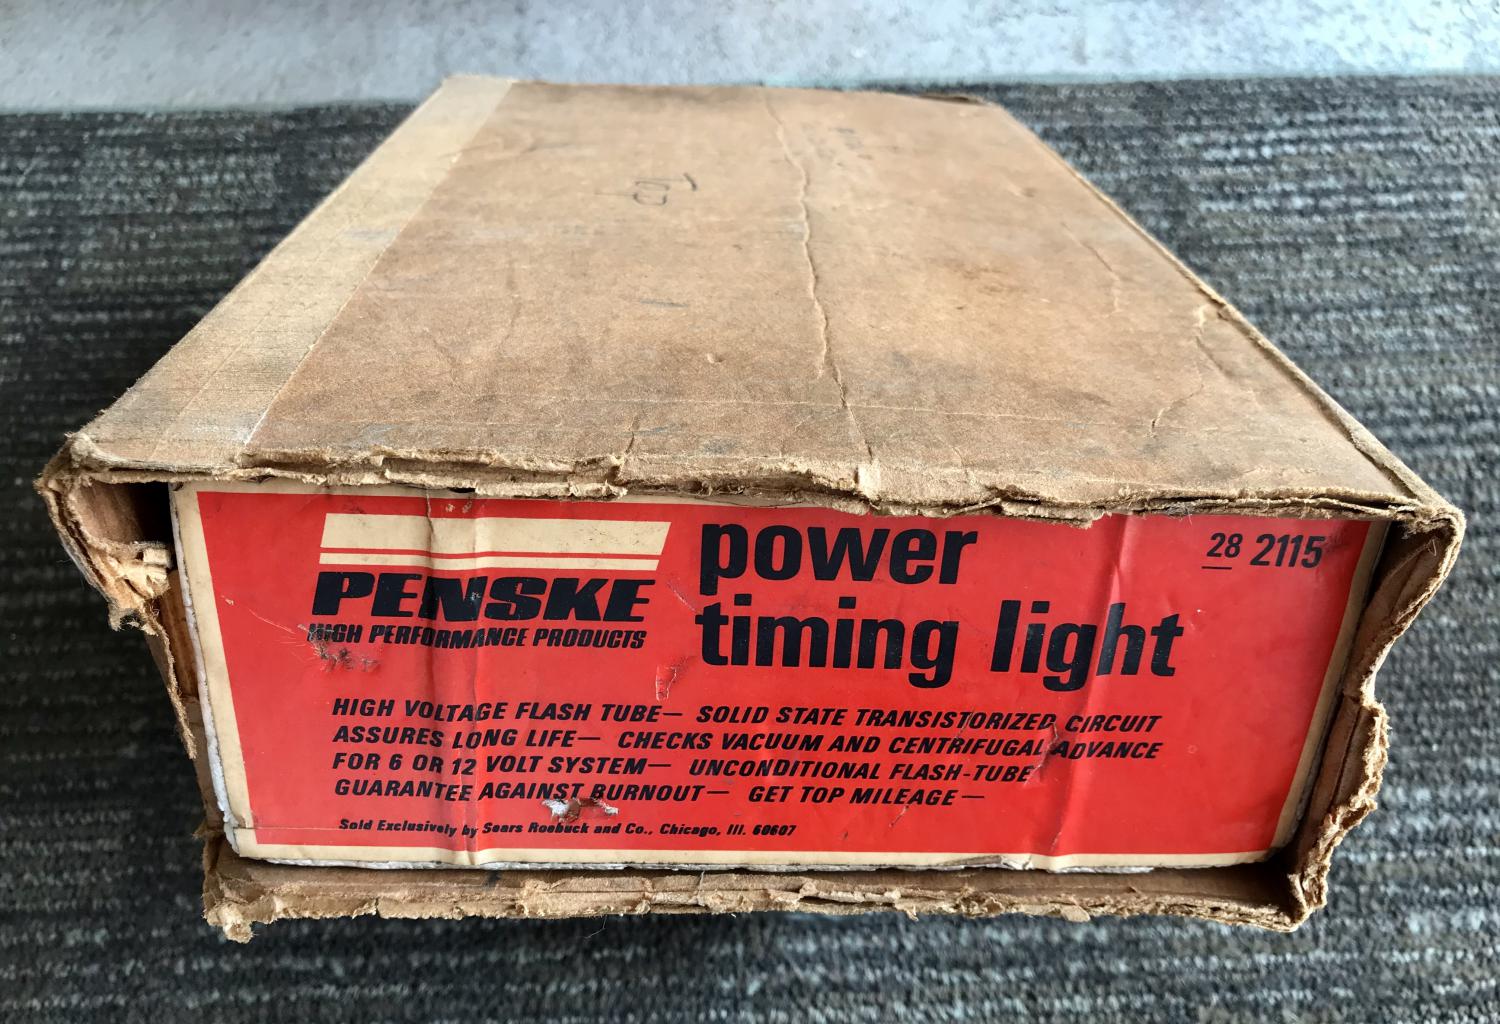 top
PENSKE
HIGH PERFORMANCE PRODUCTS
power
timing light
28 2115
HIGH VOLTAGE FLASH TUBE— SOLID STATE TRANSISTORIZED CIRCUIT
ASSURES LONG LIFE— CHECKS VACUUM AND CENTRIFUGAL ADVANCE
FOR 6 OR 12 VOLT SYSTEM— UNCONDITIONAL FLASH-TUBE
GUARANTEE AGAINST BURNOUT— GET TOP MILEAGE—
Sold Exclusively by Sears Roebuck and Co., Chicago, Ill. 60607